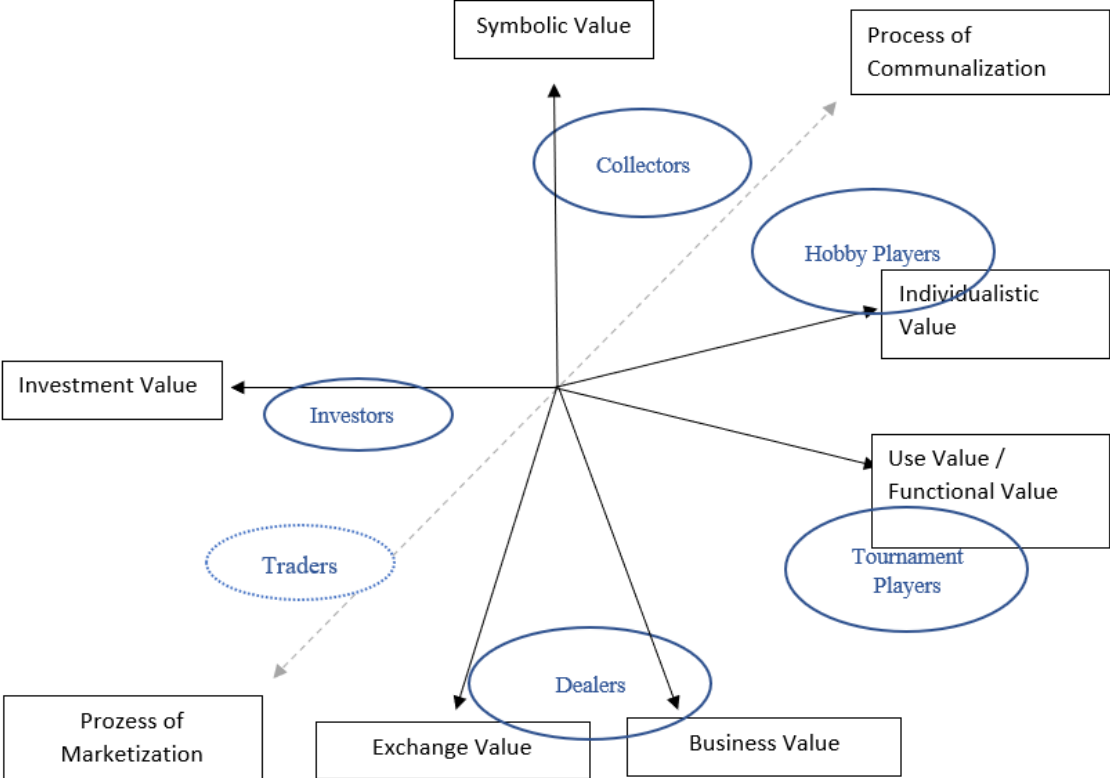 Symbolic Value
Process of
Communalization
Collectors
Hobby Players
Individualistic
Value
Investment Value
Investors
Use Value /
Functional Value
Traders
Tournament
Players
Dealers
Prozess of
Marketization
Exchange Value
Business Value